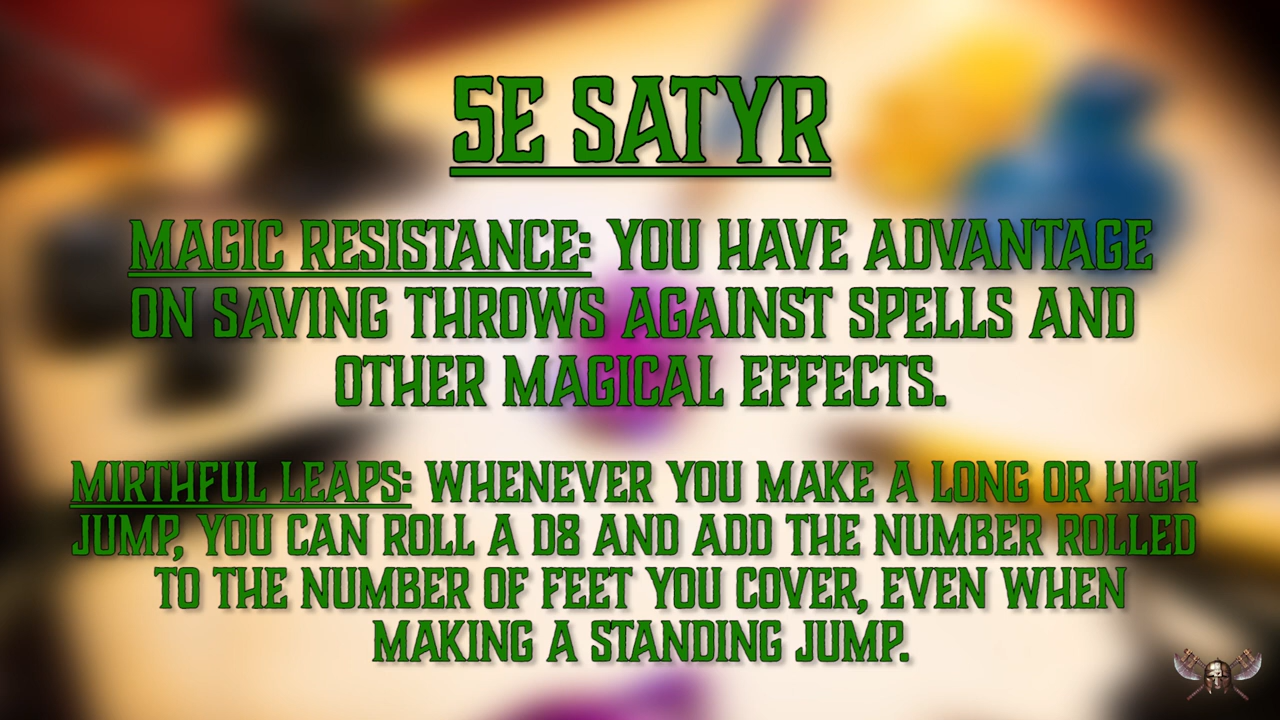 5E SATYR
MAGIC RESISTANCE: YOU HAVE ADVANTAGE
ON SAVING THROWS AGAINST SPELLS AND
OTHER MAGICAL EFFECTS.
MIRTHFUL LEAPS: WHENEVER YOU MAKE A LONG OR HIGH
JUMP, YOU CAN ROLL A D8 AND ADD THE NUMBER ROLLED
TO THE NUMBER OF FEET YOU COVER, EVEN WHEN
MAKING A STANDING JUMP.